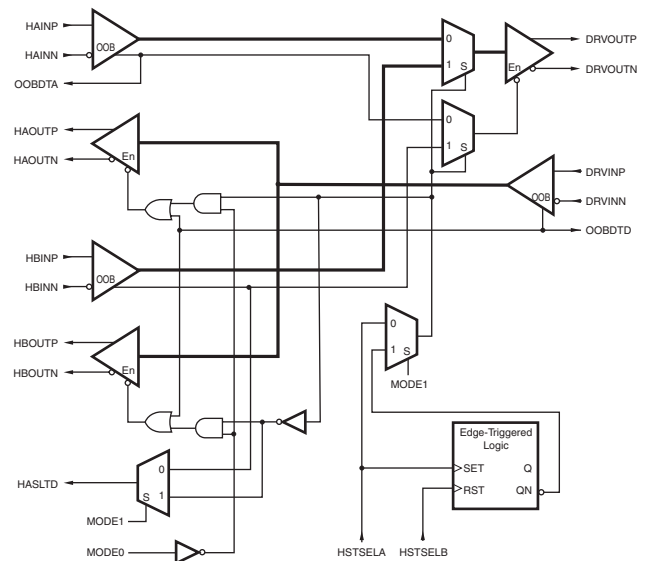 HAINP
HAINN
OOB
OOBDTA
0
1
S
En
DRVOUTP
DRVOUTN
0
1
S
HAOUTP
HAOUTN
En
DRVINP
DRVINN
OOB
OOBDTD
HBINP
HBINN
OOB
HBOUTP
HBOUTN
En
0
1
S
MODE1
Edge-Triggered
Logic
SET
Q
RST
QN
HASLTD
0
1
S
MODE1
MODE0
HSTSELA
HSTSELB